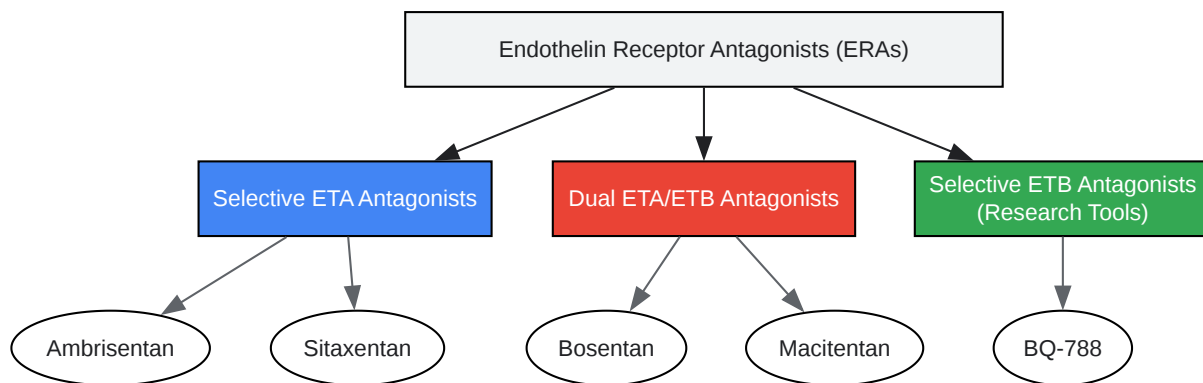 Endothelin Receptor Antagonists (ERAs)
Selective ETA Antagonists
Dual ETA/ETB Antagonists
Selective ETB Antagonists
(Research Tools)
Ambrisentan
Sitaxentan
Bosentan
Macitentan
BQ-788